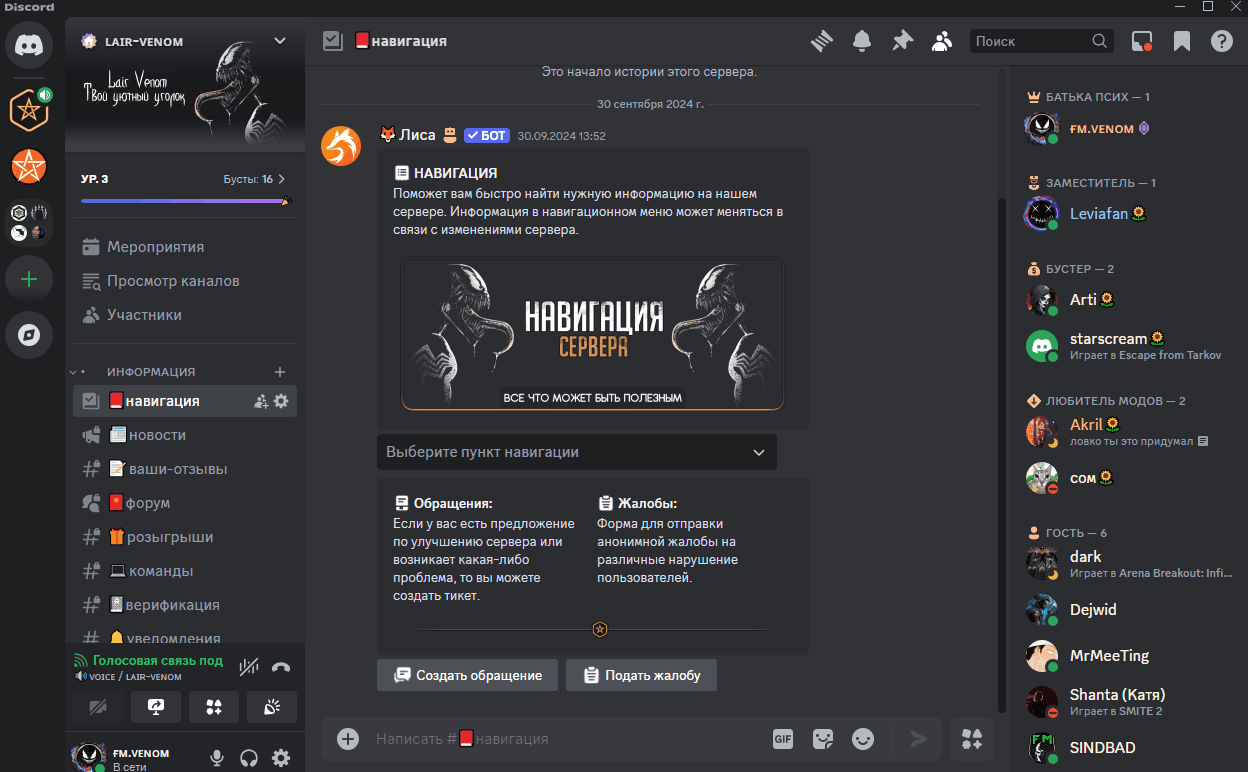 Discord
LAIR-VENOM
Lair Venom
Твой уютный уголок
УР. 3
Бусты: 16
Мероприятия
Просмотр каналов
Участники
ИНФОРМАЦИЯ
навигация
новости
ваши-отзывы
форум
розыгрыши
команды
верификация
уведомления
Голосовая связь под
VOICE / LAIR-VENOM
ҒM.VENOM
В сети
навигация
Поиск
Это начало истории этого сервера.
30 сентября 2024 г.
Лиса БОТ 30.09.2024 13:52
НАВИГАЦИЯ
Поможет вам быстро найти нужную информацию на нашем
сервере. Информация в навигационном меню может меняться в
связи с изменениями сервера.
НАВИГАЦИЯ
СЕРВЕРА
ВСЕ ЧТО МОЖЕТ БЫТЬ ПОЛЕЗНЫМ
Выберите пункт навигации
Обращения:
Если у вас есть предложение
по улучшению сервера или
возникает какая-либо
проблема, то вы можете
создать тикет.
Жалобы:
Форма для отправки
анонимной жалобы на
различные нарушение
пользователей.
Создать обращение
Подать жалобу
Написать # навигация
GIF
БАТЬКА ПСИХ — 1
ҒM.VENOM
ЗАМЕСТИТЕЛЬ — 1
Leviafan
БУСТЕР — 2
Arti
starscream
Играет в Escape from Tarkov
ЛЮБИТЕЛЬ МОДОВ — 2
Akril
ловко ты это придумал
сом
ГОСТЬ — 6
dark
Играет в Arena Breakout: Infi...
Dejwid
MrMeeTing
Shanta (Катя)
Играет в SMITE 2
SINDBAD